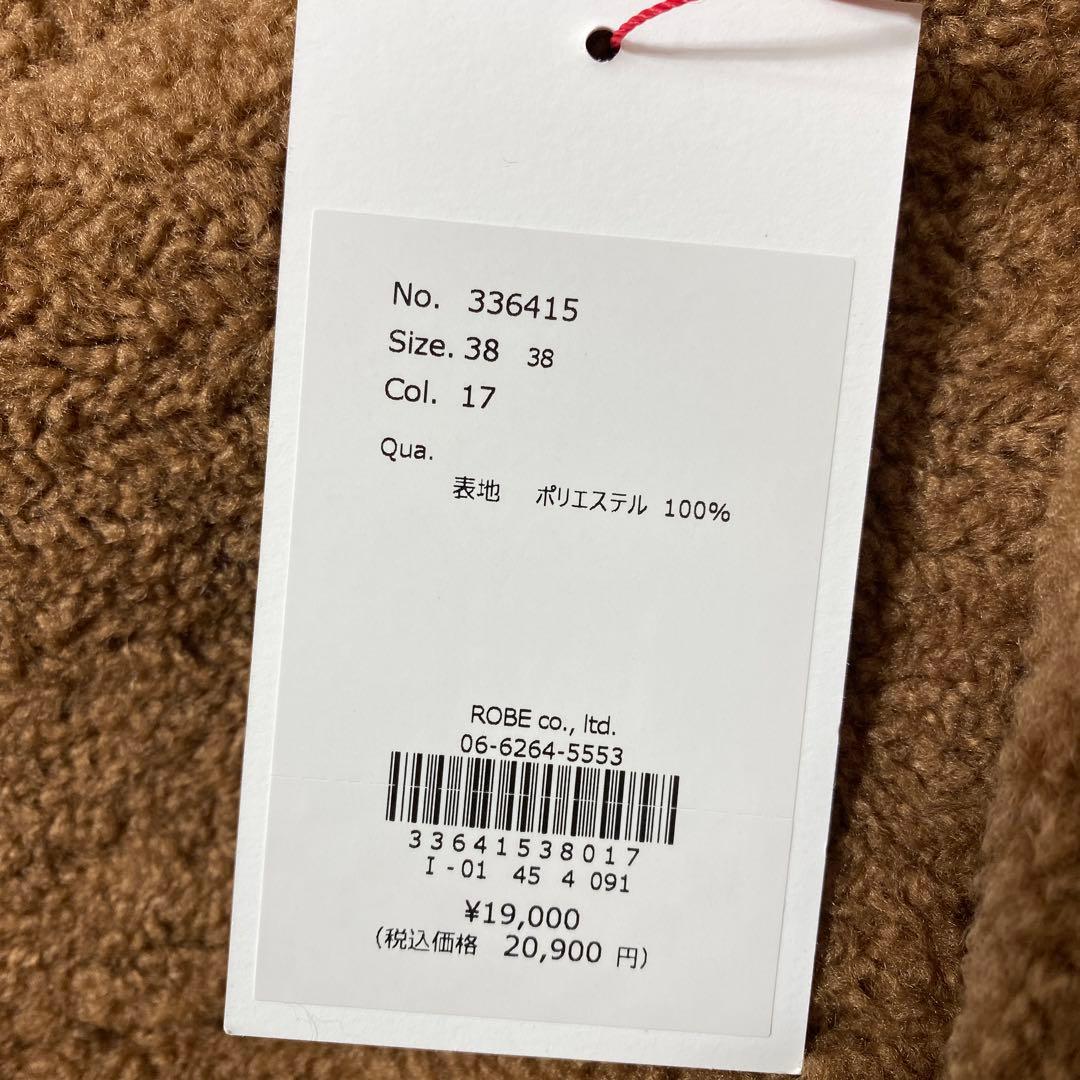 No. 336415
Size. 38 38
Col. 17
Qua.
表地 ポリエステル 100%
ROBE co., ltd.
06-6264-5553
33641538017
I-01 45 4 091
¥19,000
(税込価格 20,900 円)